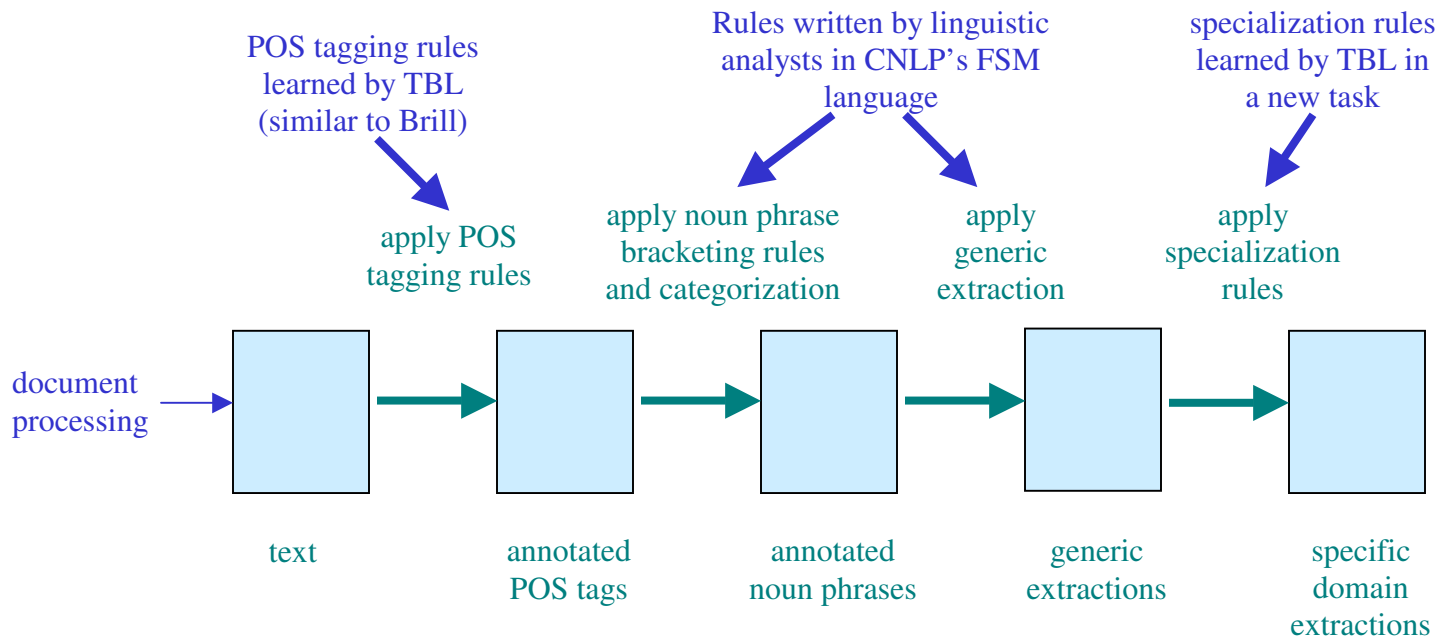 POS tagging rules
learned by TBL
(similar to Brill)
Rules written by linguistic
analysts in CNLP's FSM
language
specialization rules
learned by TBL in
a new task
apply POS
tagging rules
apply noun phrase
bracketing rules
and categorization
apply
generic
extraction
apply
specialization
rules
document
processing
text
annotated
POS tags
annotated
noun phrases
generic
extractions
specific
domain
extractions